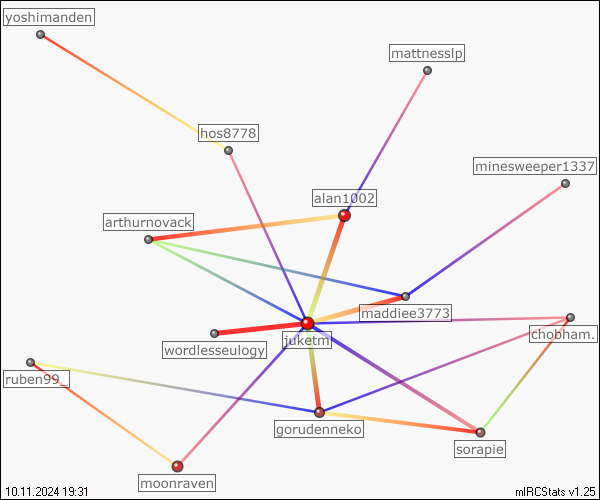 yoshimanden
mattnesslp
hos8778
minesweeper1337
alan1002
arthurnovack
maddiee3773
chobham.
juketm
wordlesseulogy
ruben99_
gorudenneko
sorapie
moonraven
10.11.2024 19:31
mIRCStats v1.25